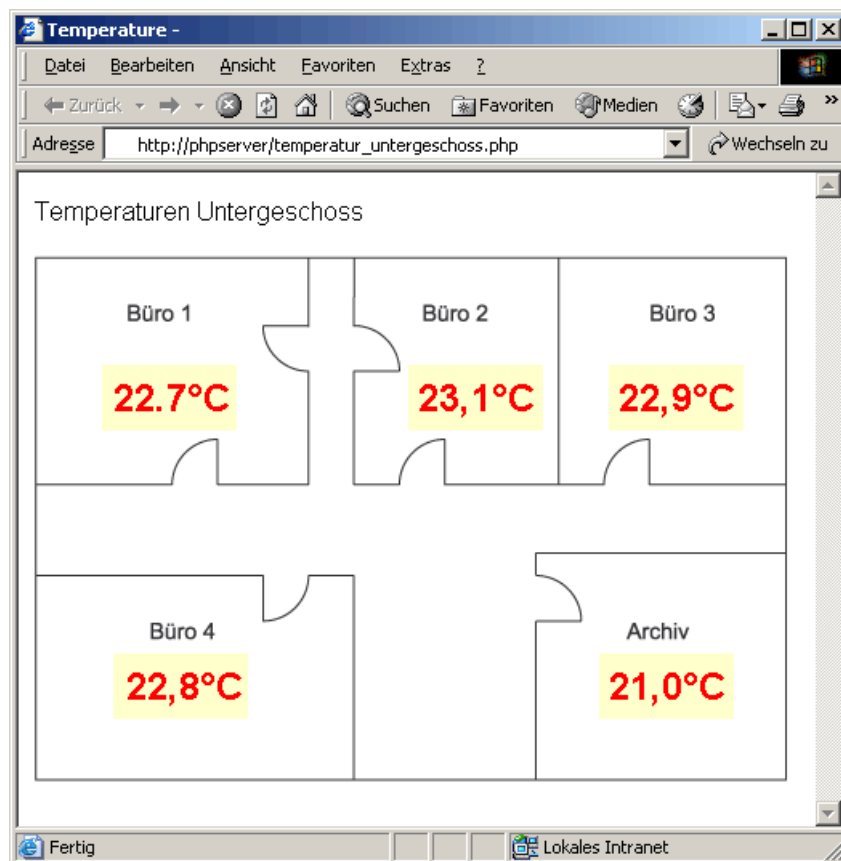 Temperature -
Datei Bearbeiten Ansicht Favoriten Extras ?
Zurück Suchen Favoriten Medien »
Adresse http://phpserver/temperatur_untergeschoss.php Wechseln zu
Temperaturen Untergeschoss
Büro 1 Büro 2 Büro 3
22.7°C 23,1°C 22,9°C
Büro 4 Archiv
22,8°C 21,0°C
Fertig Lokales Intranet